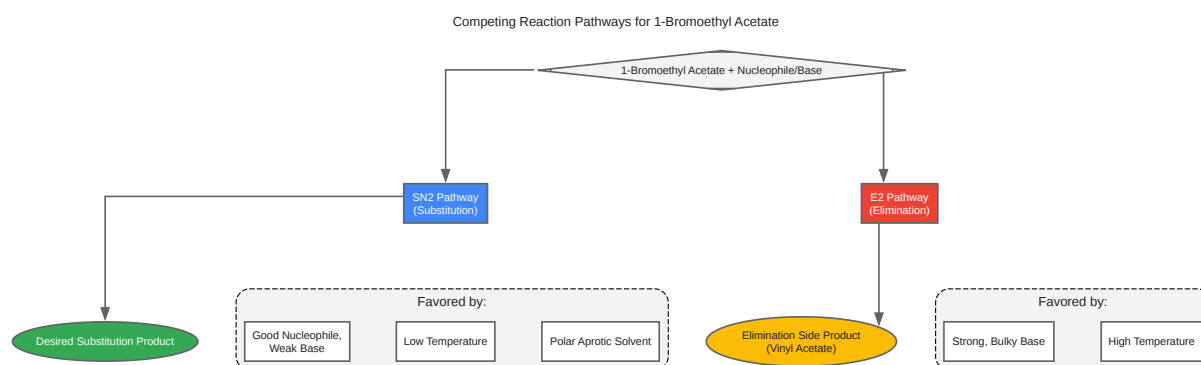 Competing Reaction Pathways for 1-Bromoethyl Acetate
1-Bromoethyl Acetate + Nucleophile/Base
SN2 Pathway
(Substitution)
E2 Pathway
(Elimination)
Desired Substitution Product
Favored by:
Good Nucleophile,
Weak Base
Low Temperature
Polar Aprotic Solvent
Elimination Side Product
(Vinyl Acetate)
Favored by:
Strong, Bulky Base
High Temperature